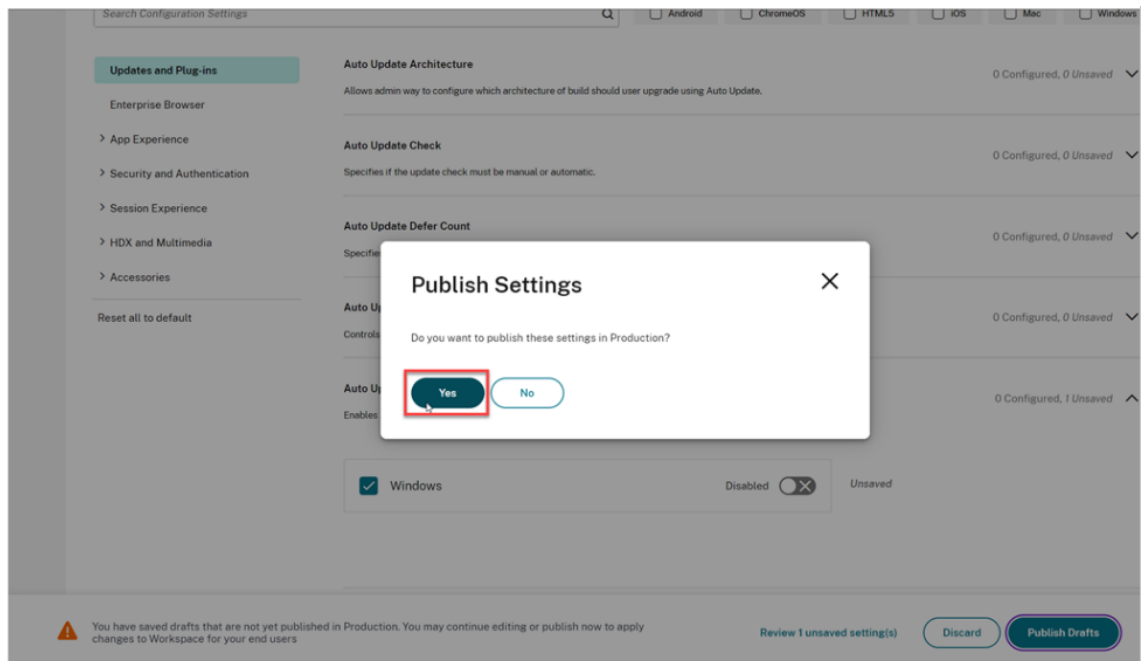 Search Configuration Settings
Android
ChromeOS
HTML5
iOS
Mac
Windows
Updates and Plug-ins
Enterprise Browser
App Experience
Security and Authentication
Session Experience
HDX and Multimedia
Accessories
Reset all to default
Auto Update Architecture
0 Configured, 0 Unsaved
Allows admin way to configure which architecture of build should user upgrade using Auto Update.
Auto Update Check
0 Configured, 0 Unsaved
Specifies if the update check must be manual or automatic.
Auto Update Defer Count
0 Configured, 0 Unsaved
Specifie
Auto Up
0 Configured, 0 Unsaved
Controls
Auto Up
0 Configured, 1 Unsaved
Enables
Publish Settings
Do you want to publish these settings in Production?
Yes
No
Windows
Disabled
Unsaved
You have saved drafts that are not yet published in Production. You may continue editing or publish now to apply
changes to Workspace for your end users
Review 1 unsaved setting(s)
Discard
Publish Drafts